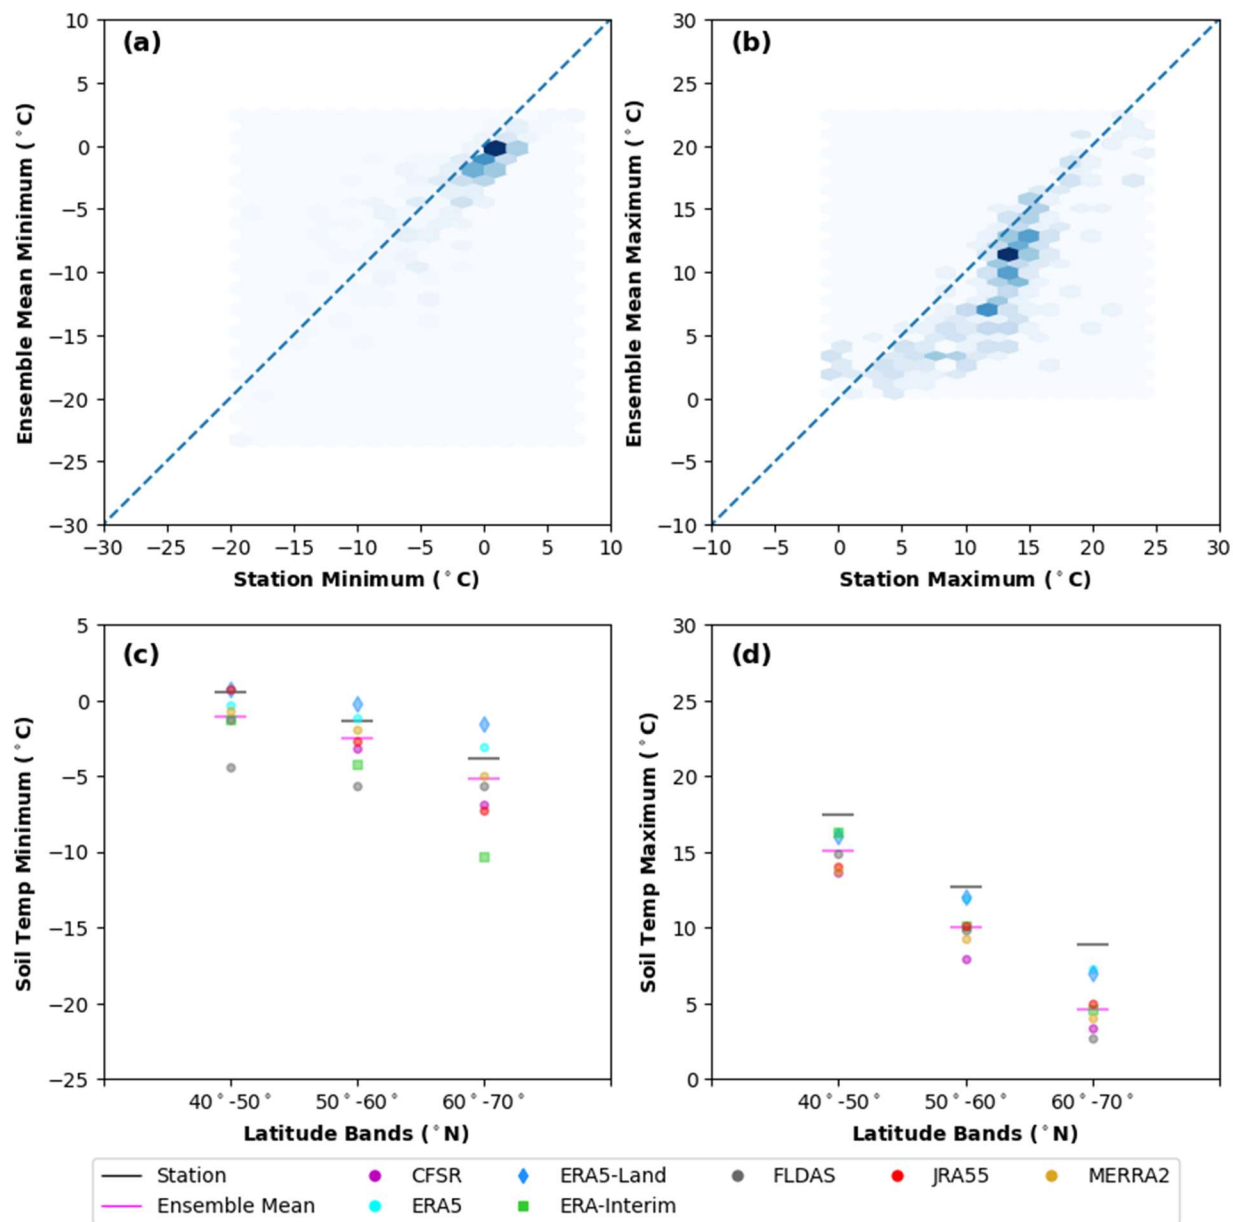 (a)
10
5
0
−5
−10
−15
−20
−25
−30
Ensemble Mean Minimum (°C)
−30 −25 −20 −15 −10 −5 0 5 10
Station Minimum (°C)
(b)
30
25
20
15
10
5
0
−5
−10
Ensemble Mean Maximum (°C)
−10 −5 0 5 10 15 20 25 30
Station Maximum (°C)
(c)
5
0
−5
−10
−15
−20
−25
Soil Temp Minimum (°C)
40°-50° 50°-60° 60°-70°
Latitude Bands (°N)
(d)
30
25
20
15
10
5
0
Soil Temp Maximum (°C)
40°-50° 50°-60° 60°-70°
Latitude Bands (°N)
Station CFSR ERA5-Land FLDAS JRA55 MERRA2
Ensemble Mean ERA5 ERA-Interim